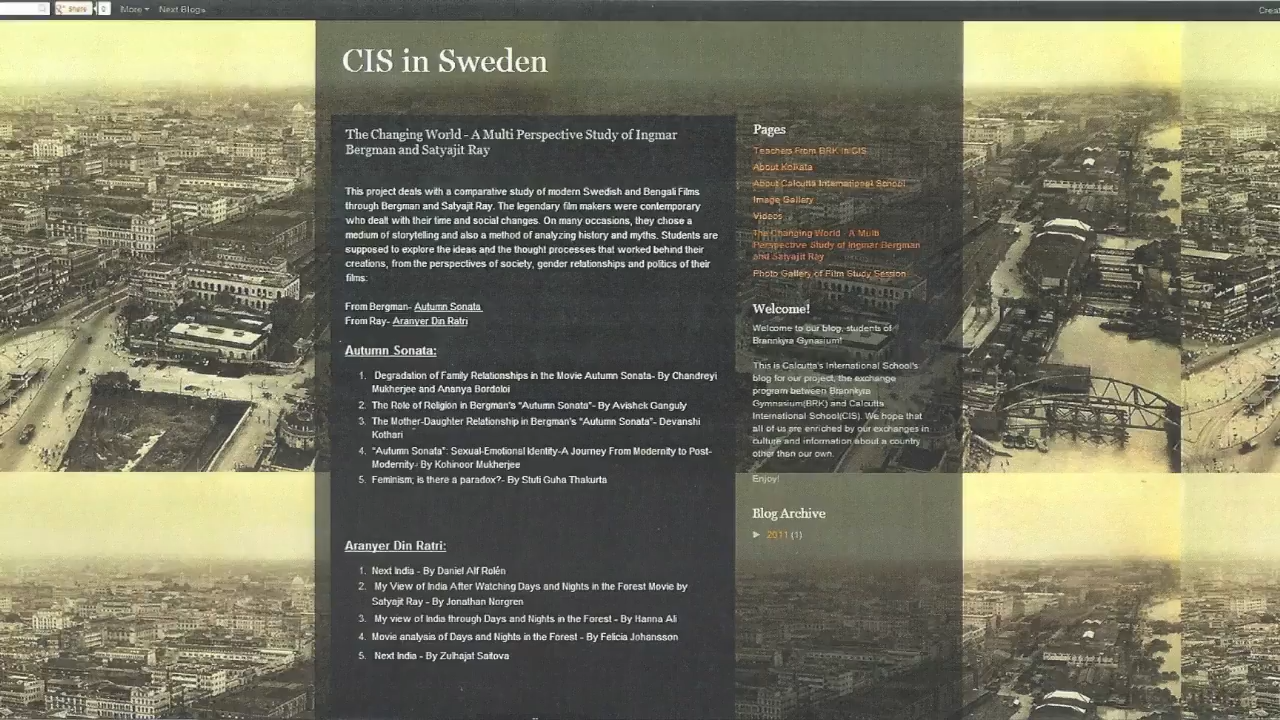 Share
0
More
Next Blog»
Creat
CIS in Sweden
The Changing World - A Multi Perspective Study of Ingmar
Bergman and Satyajit Ray
This project deals with a comparative study of modern Swedish and Bengali Films
through Bergman and Satyajit Ray. The legendary film makers were contemporary
who dealt with their time and social changes. On many occasions, they chose a
medium of storytelling and also a method of analyzing history and myths. Students are
supposed to explore the ideas and the thought processes that worked behind their
creations, from the perspectives of society, gender relationships and politics of their
films:
From Bergman- Autumn Sonata
From Ray- Aranyer Din Ratri
Autumn Sonata:
1. Degradation of Family Relationships in the Movie Autumn Sonata- By Chandreyi
Mukherjee and Ananya Bordoloi
2. The Role of Religion in Bergman's "Autumn Sonata"- By Avishek Ganguly
3. The Mother-Daughter Relationship in Bergman's "Autumn Sonata"- Devanshi
Kothari
4. "Autumn Sonata": Sexual-Emotional Identity-A Journey From Modernity to Post-
Modernity- By Kohinoor Mukherjee
5. Feminism; is there a paradox?- By Stuti Guha Thakurta
Aranyer Din Ratri:
1. Next India - By Daniel Alf Rolén
2. My View of India After Watching Days and Nights in the Forest Movie by
Satyajit Ray - By Jonathan Norgren
3. My view of India through Days and Nights in the Forest - By Hanna Ali
4. Movie analysis of Days and Nights in the Forest - By Felicia Johansson
5. Next India - By Zulhajat Saitova
Pages
Teachers From BRK in CIS
About Kolkata
About Calcutta International School
Image Gallery
Videos
The Changing World - A Multi
Perspective Study of Ingmar Bergman
and Satyajit Ray
Photo Gallery of Film Study Session
Welcome!
Welcome to our blog, students of
Brannkyra Gynasium!
This is Calcutta's International School's
blog for our project, the exchange
program between Brannkyra
Gymnasium(BRK) and Calcutta
International School(CIS). We hope that
all of us are enriched by our exchanges in
culture and information about a country
other than our own.
Enjoy!
Blog Archive
► 2011 (1)